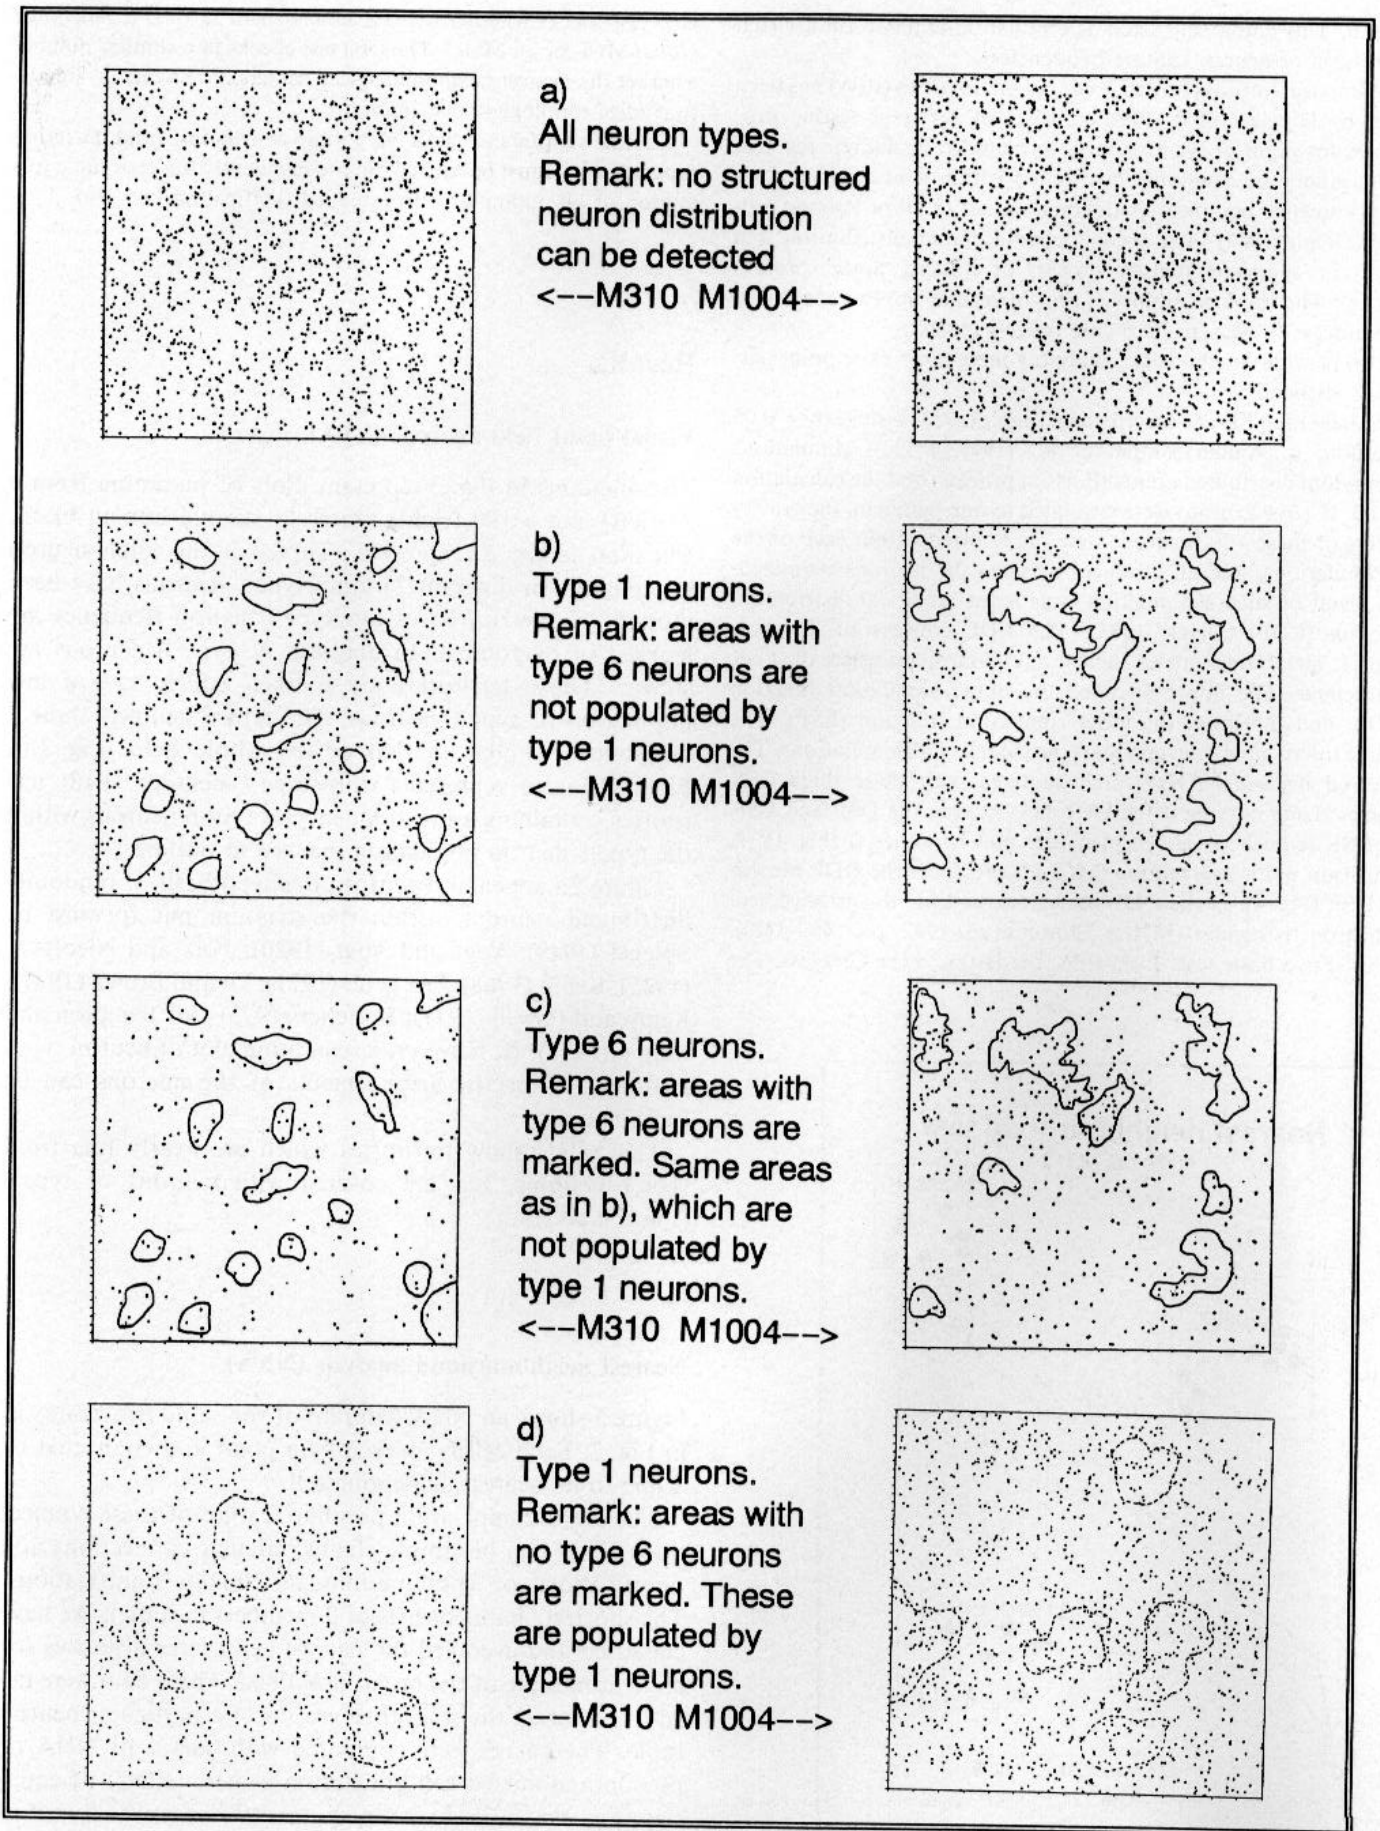 a)
All neuron types.
Remark: no structured
neuron distribution
can be detected
<--M310 M1004-->
b)
Type 1 neurons.
Remark: areas with
type 6 neurons are
not populated by
type 1 neurons.
<--M310 M1004-->
c)
Type 6 neurons.
Remark: areas with
type 6 neurons are
marked. Same areas
as in b), which are
not populated by
type 1 neurons.
<--M310 M1004-->
d)
Type 1 neurons.
Remark: areas with
no type 6 neurons
are marked. These
are populated by
type 1 neurons.
<--M310 M1004-->